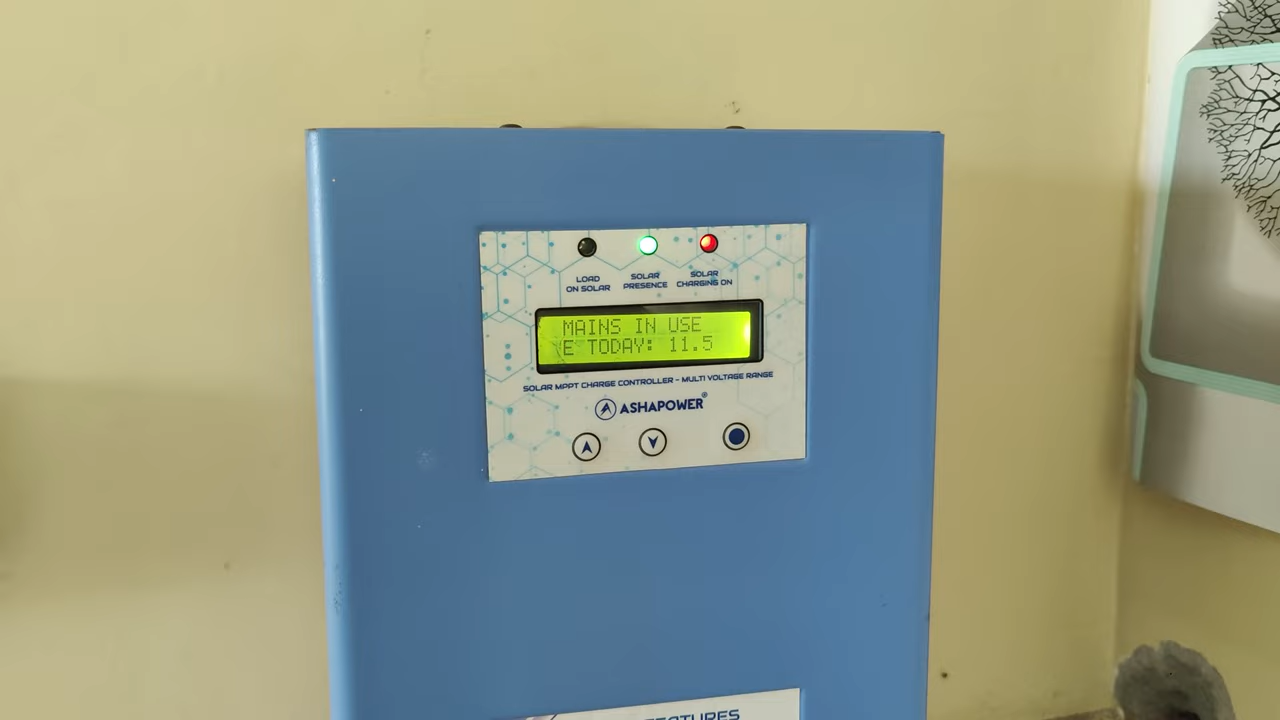 LOAD
ON SOLAR
SOLAR
PRESENCE
SOLAR
CHARGING ON
MAINS IN USE
E TODAY: 11.5
SOLAR MPPT CHARGE CONTROLLER - MULTI VOLTAGE RANGE
ASHAPOWER®
FEATURES